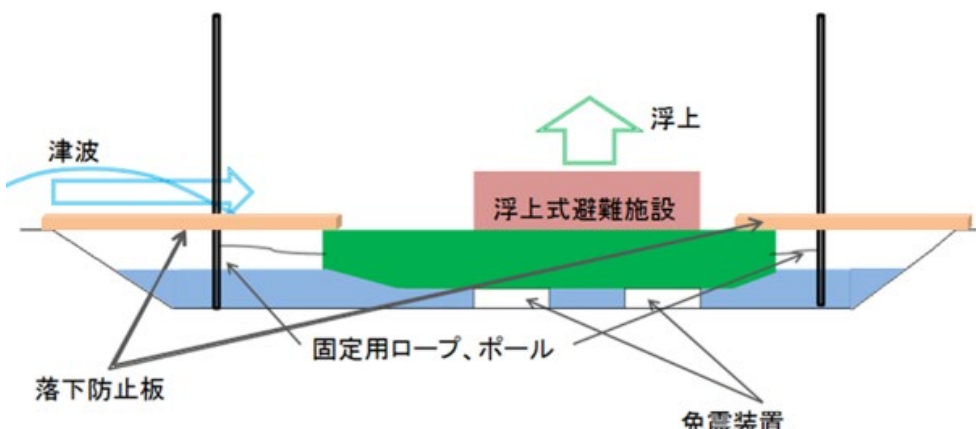 浮上
津波
浮上式避難施設
固定用ロープ、ポール
落下防止板
免震装置